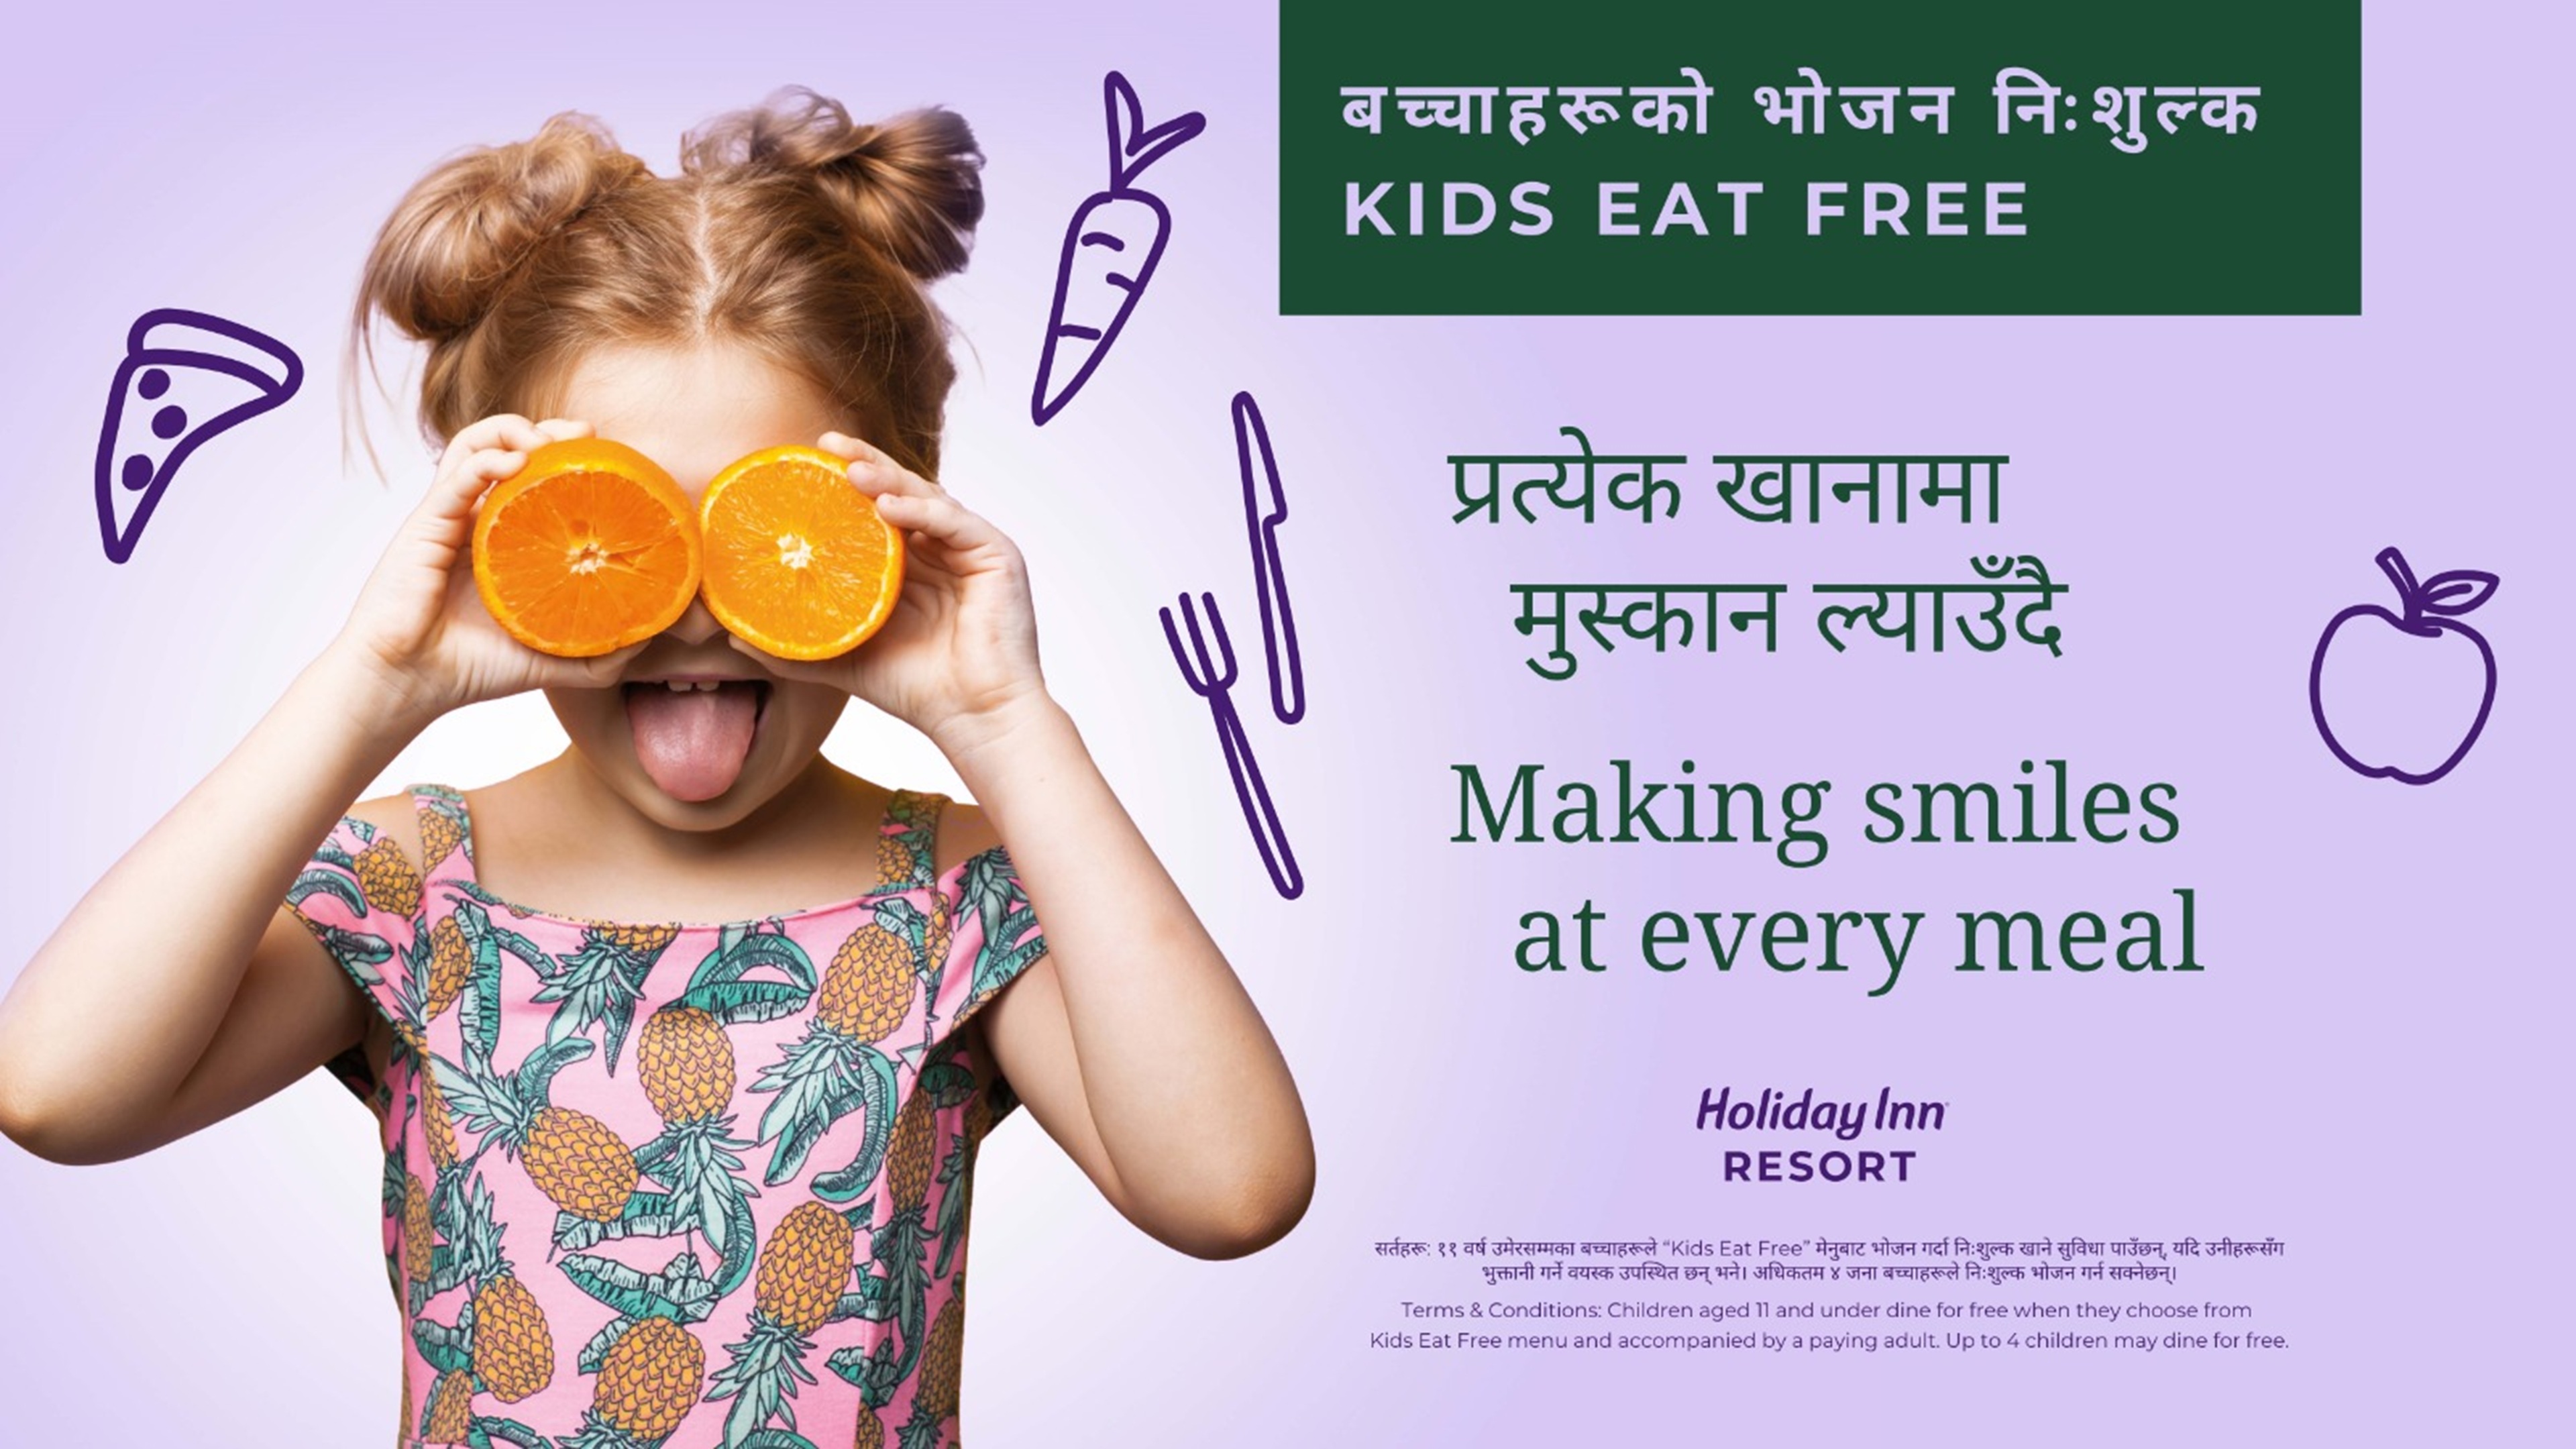 बच्चाहरूको भोजन निःशुल्क
KIDS EAT FREE
प्रत्येक खानामा
मुस्कान ल्याउँदै
Making smiles
at every meal
Holiday Inn
RESORT
सर्तहरू: ११ वर्ष उमेरसम्मका बच्चाहरूले “Kids Eat Free” मेनुबाट भोजन गर्दा निःशुल्क खाने सुविधा पाउँछन्, यदि उनीहरूसँग
भुक्तानी गर्ने वयस्क उपस्थित छन् भने। अधिकतम ४ जना बच्चाहरूले निःशुल्क भोजन गर्न सक्नेछन्।
Terms & Conditions: Children aged 11 and under dine for free when they choose from
Kids Eat Free menu and accompanied by a paying adult. Up to 4 children may dine for free.